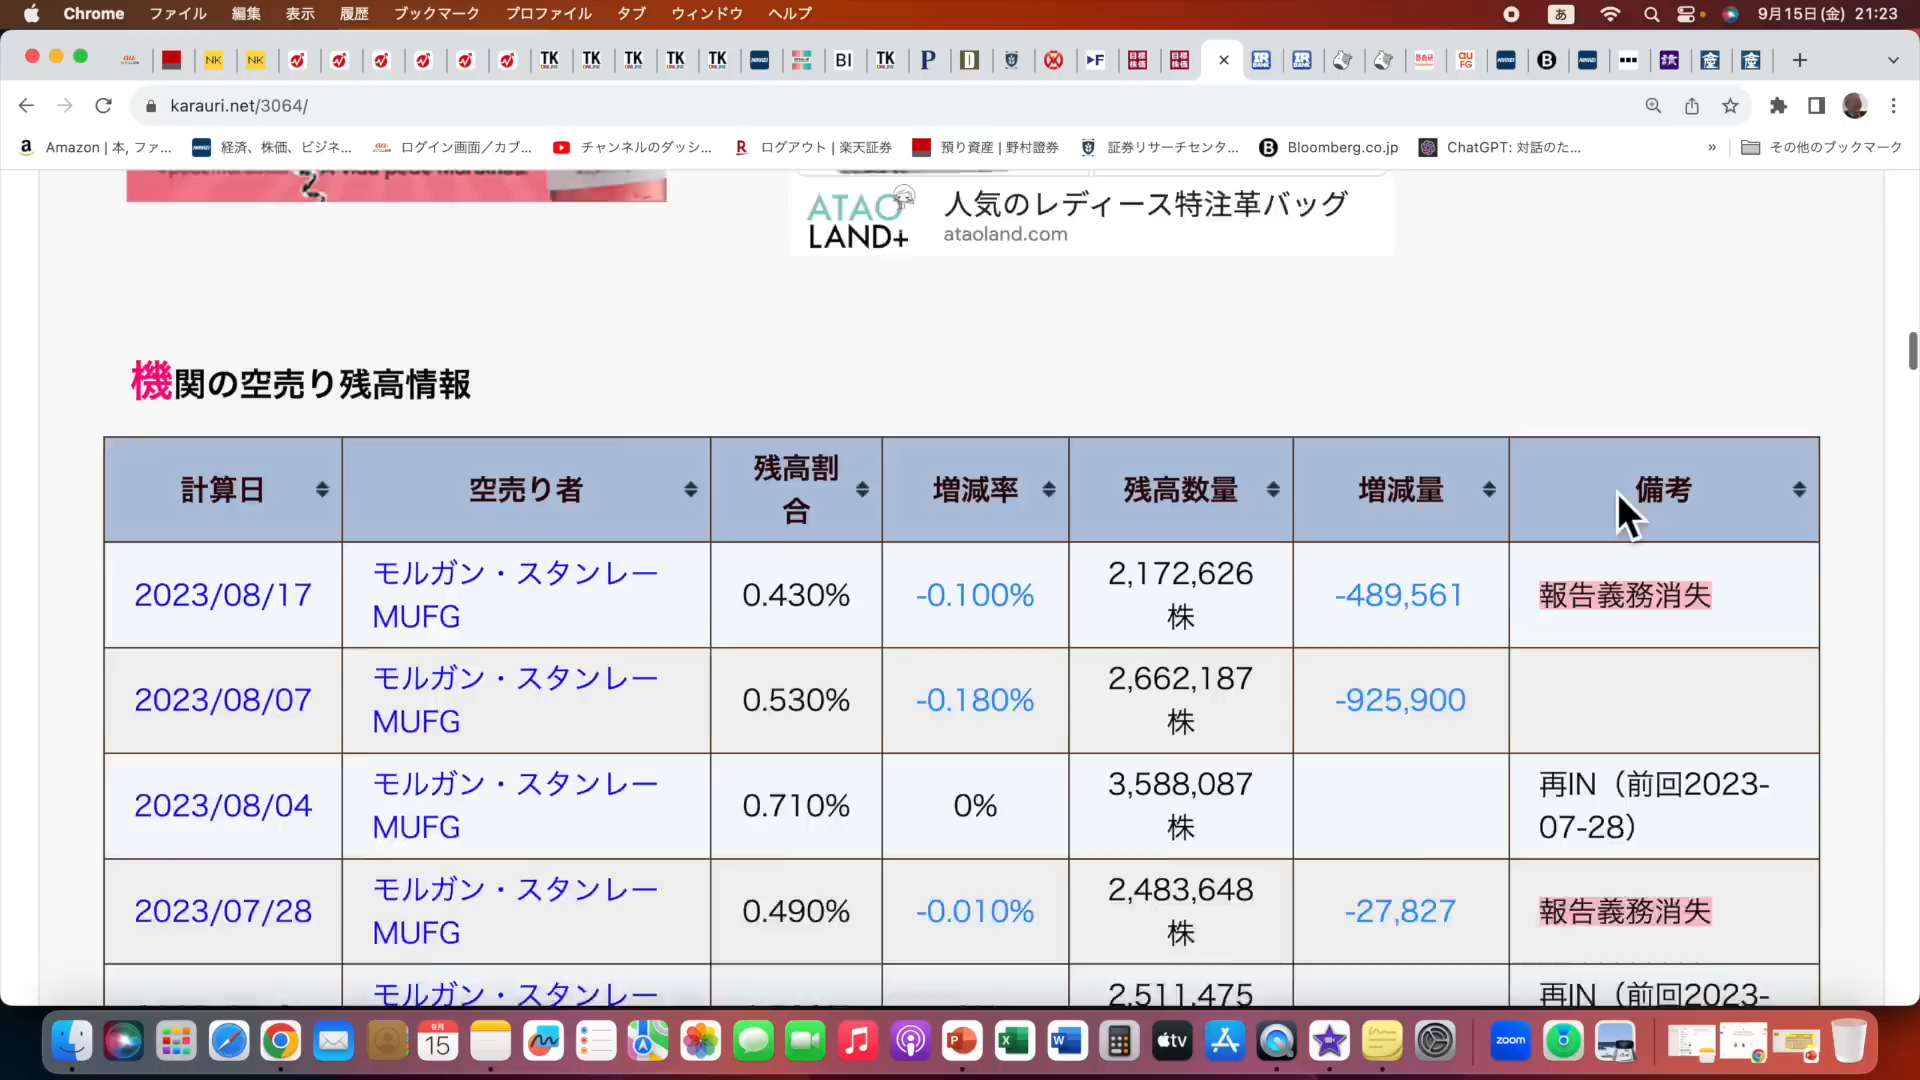 Chrome ファイル 編集 表示 履歴 ブックマーク プロファイル タブ ウィンドウ ヘルプ あ 9月15日(金) 21:23
NK NK TK TK TK TK TK BI TK
karauri.net/3064/
Amazon | 本, ファ... 経済、株価、ビジネ... ログイン画面／カブ... チャンネルのダッシ... ログアウト | 楽天証券 預り資産 | 野村證券 証券リサーチセンタ... Bloomberg.co.jp ChatGPT: 対話のた... » その他のブックマーク
ATAO
LAND+
人気のレディース特注革バッグ
ataoland.com
機関の空売り残高情報
計算日 空売り者 残高割合 増減率 残高数量 増減量 備考
2023/08/17 モルガン・スタンレーMUFG 0.430% -0.100% 2,172,626株 -489,561 報告義務消失
2023/08/07 モルガン・スタンレーMUFG 0.530% -0.180% 2,662,187株 -925,900
2023/08/04 モルガン・スタンレーMUFG 0.710% 0% 3,588,087株 再IN（前回2023-07-28）
2023/07/28 モルガン・スタンレーMUFG 0.490% -0.010% 2,483,648株 -27,827 報告義務消失
モルガン・スタンレー 2,511,475 再IN（前回2023-
9月 15 tv zoom